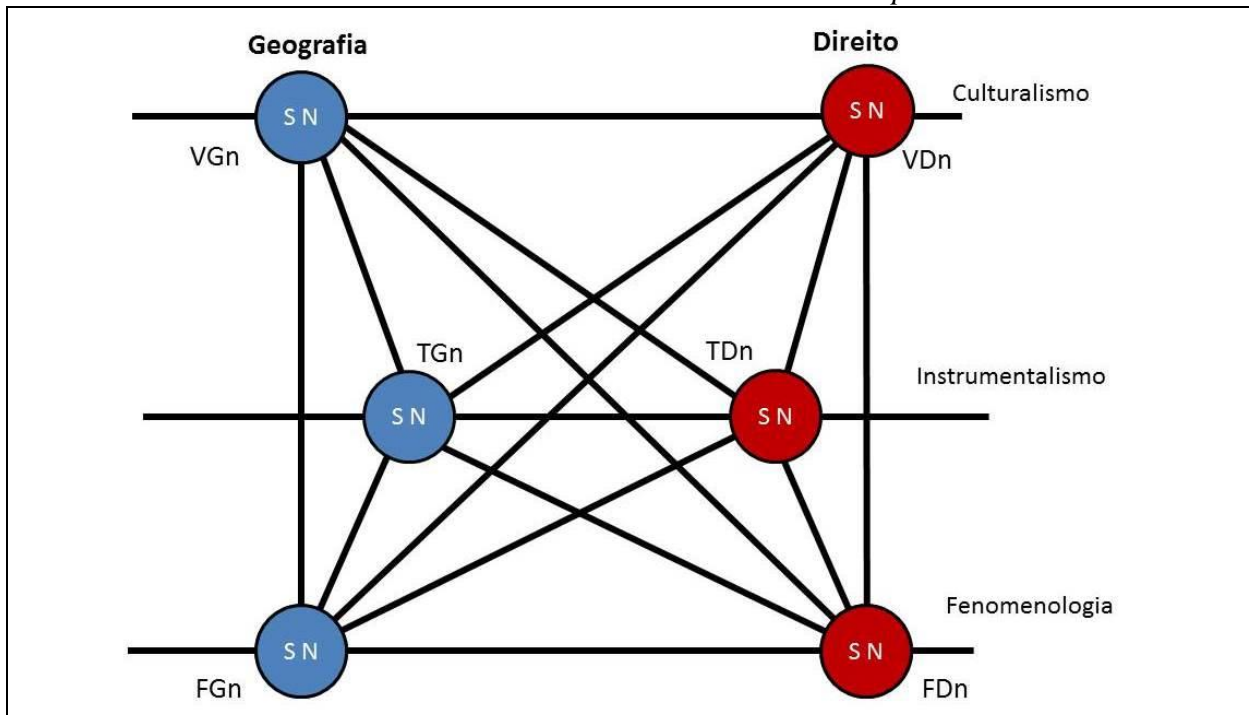 Geografia
Direito
S N
S N
Culturalismo
VGn
VDn
TGn
TDn
Instrumentalismo
S N
S N
Fenomenologia
S N
S N
FGn
FDn